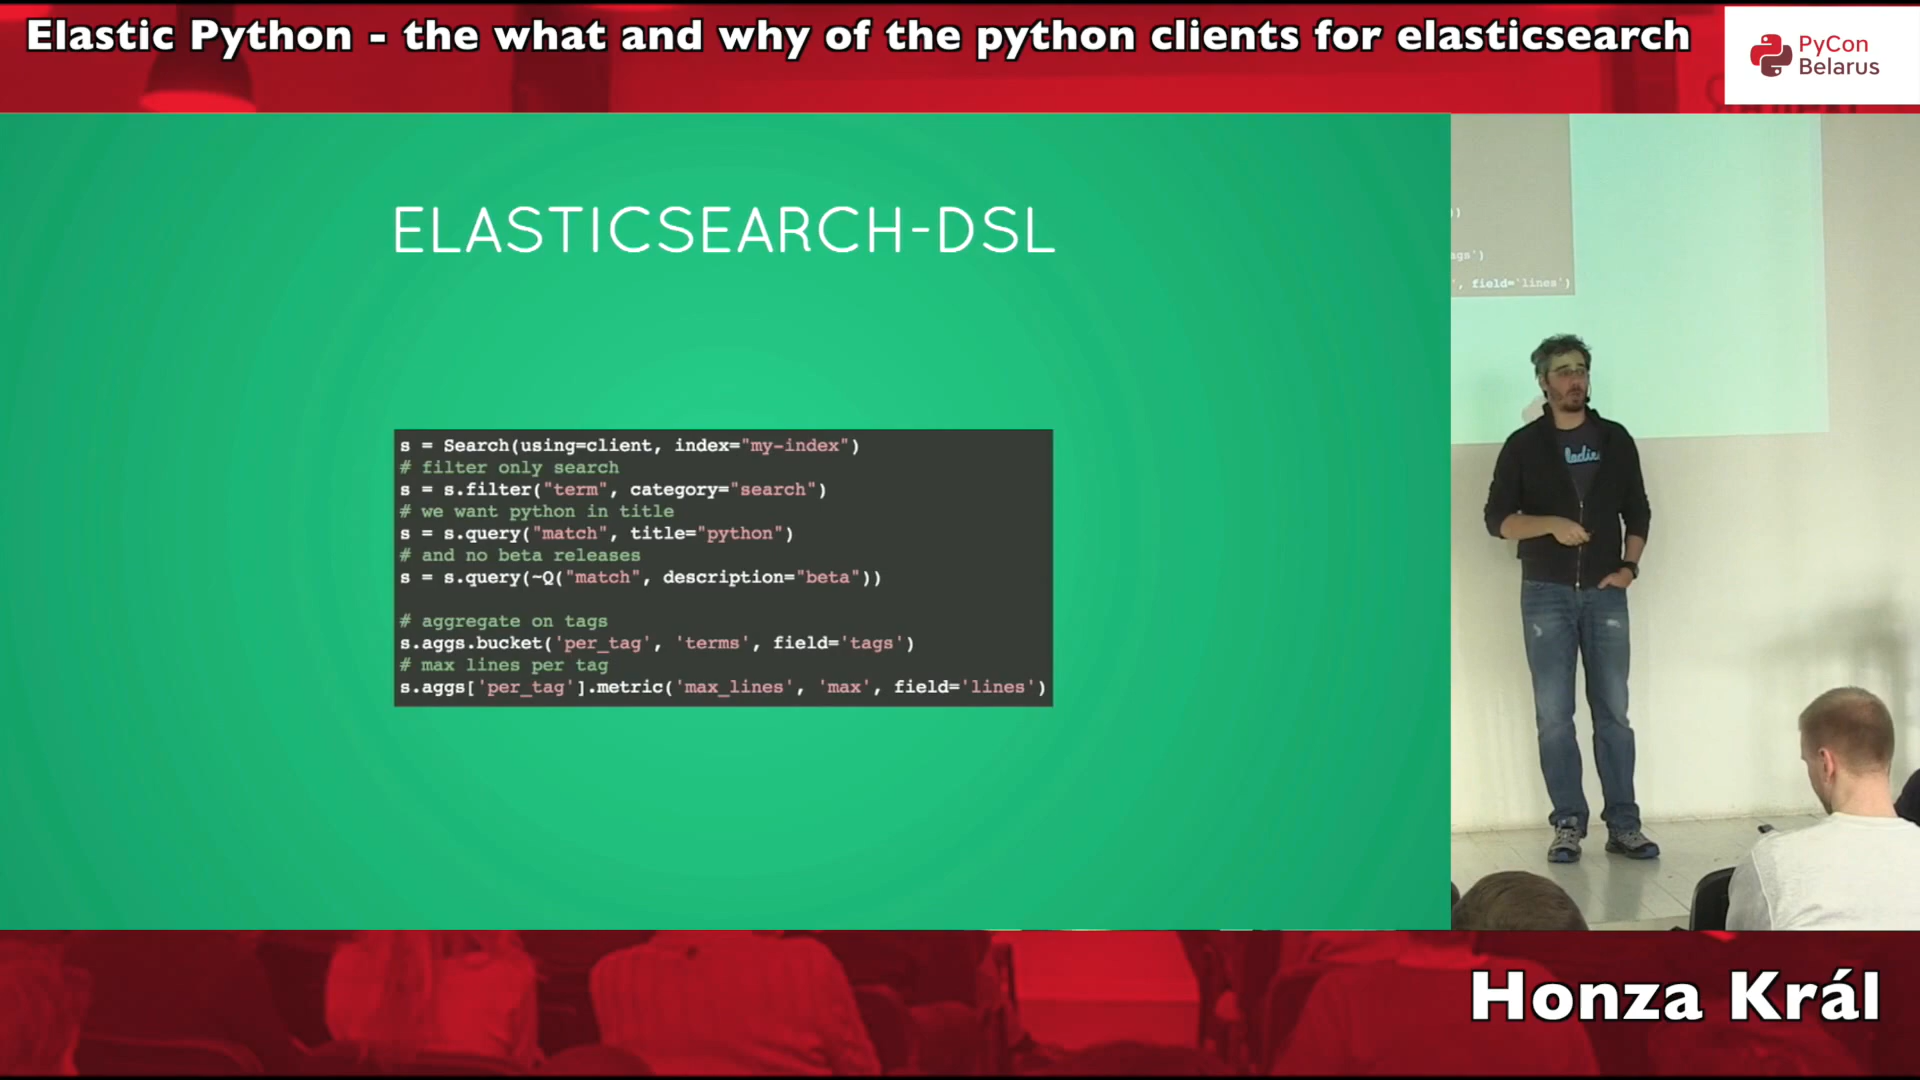 Elastic Python - the what and why of the python clients for elasticsearch
PyCon
Belarus
ELASTICSEARCH-DSL
s = Search(using=client, index="my-index")
# filter only search
s = s.filter("term", category="search")
# we want python in title
s = s.query("match", title="python")
# and no beta releases
s = s.query(~Q("match", description="beta"))
# aggregate on tags
s.aggs.bucket('per_tag', 'terms', field='tags')
# max lines per tag
s.aggs['per_tag'].metric('max_lines', 'max', field='lines')
))
ags')
', field='lines')
Honza Král